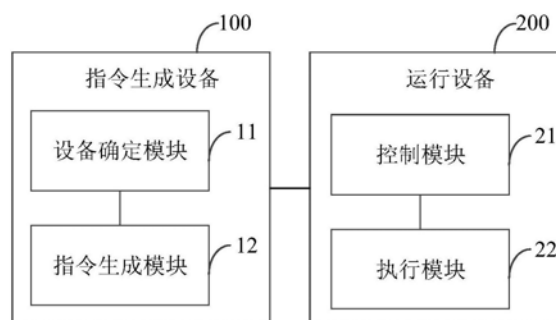 100
200
指令生成设备
运行设备
设备确定模块
11
控制模块
21
指令生成模块
12
执行模块
22